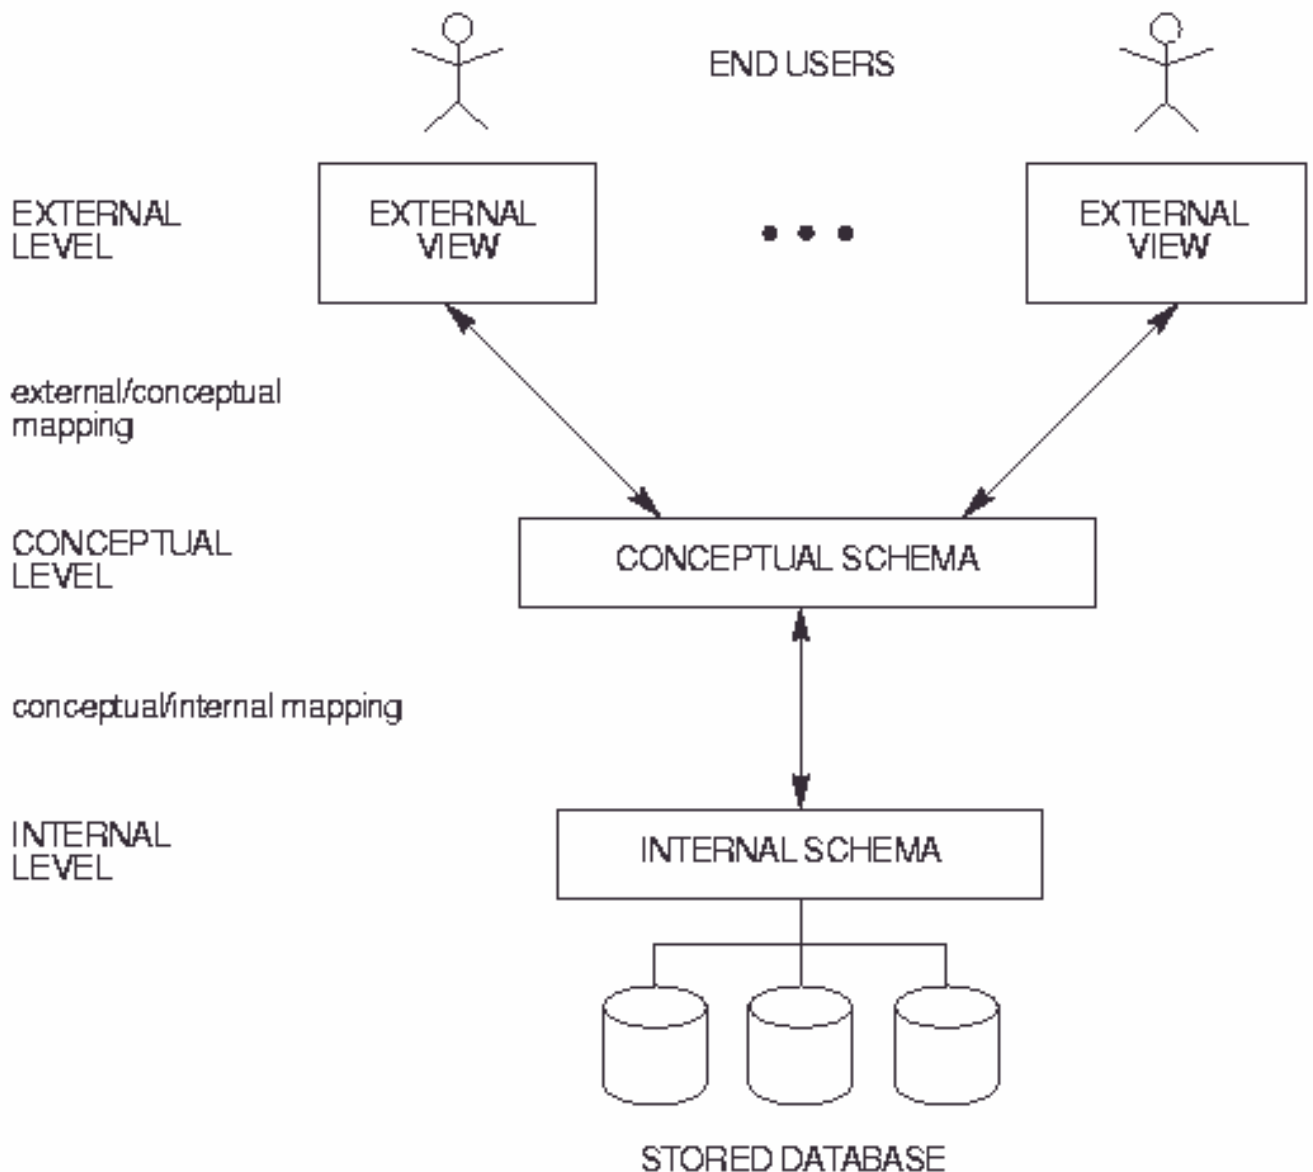 END USERS
EXTERNAL
LEVEL
EXTERNAL
VIEW
EXTERNAL
VIEW
external/conceptual
mapping
CONCEPTUAL
LEVEL
CONCEPTUAL SCHEMA
conceptual/internal mapping
INTERNAL
LEVEL
INTERNAL SCHEMA
STORED DATABASE